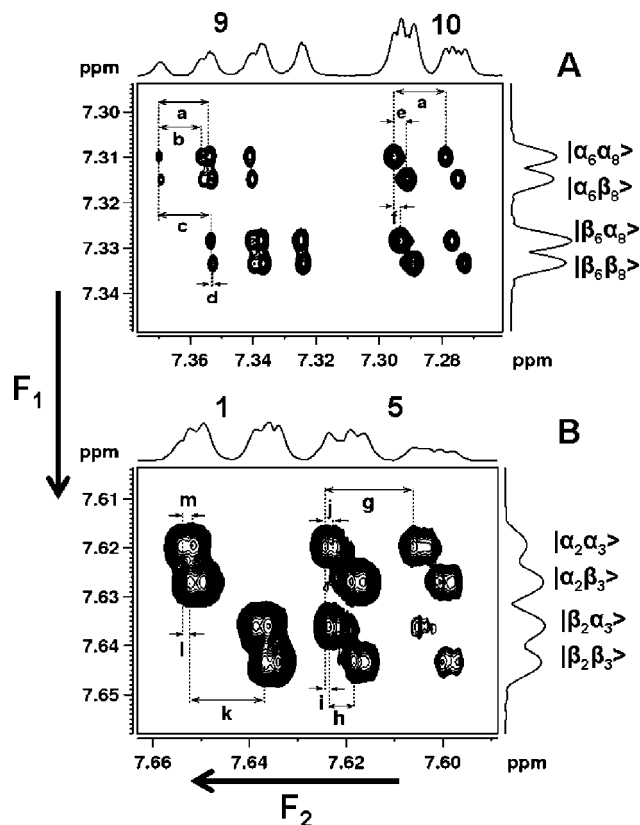 9 10
ppm
A
7.30
7.31
7.32
7.33
7.34
a a
b e
c f
d
|α₆α₈>
|α₆β₈>
|β₆α₈>
|β₆β₈>
7.36 7.34 7.32 7.30 7.28 ppm
F₁
1 5
ppm
B
7.61
7.62
7.63
7.64
7.65
m j g
l k i h
|α₂α₃>
|α₂β₃>
|β₂α₃>
|β₂β₃>
7.66 7.64 7.62 7.60 ppm
F₂